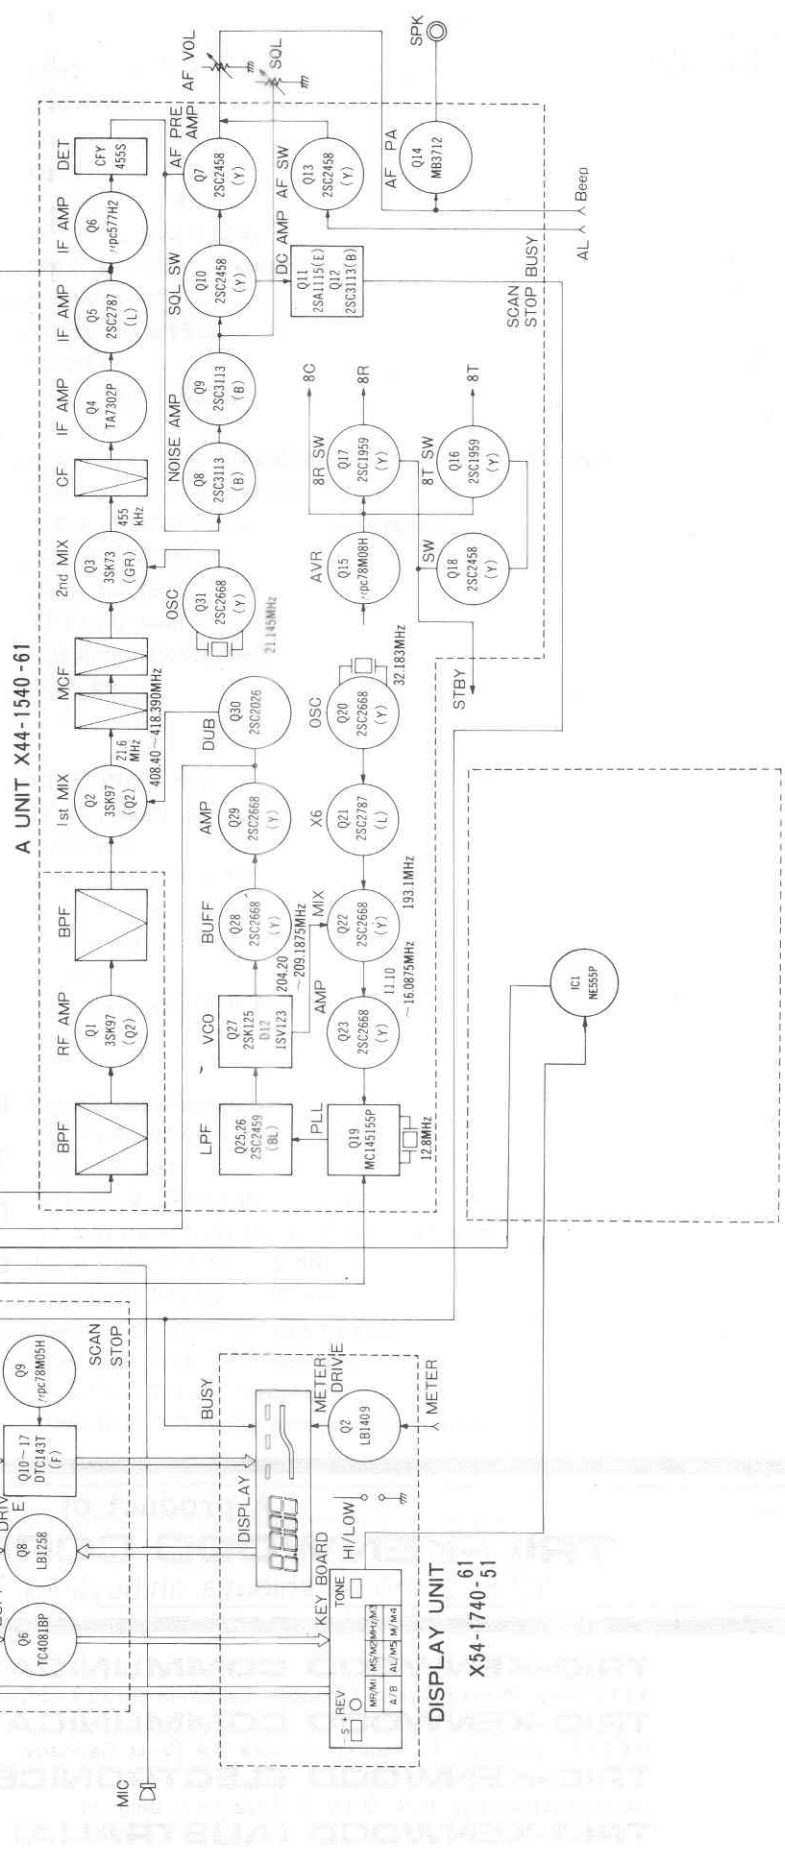 A UNIT X44-1540-61
BPF
RF AMP
Q1
3SK97
(Q2)
BPF
1st MIX
Q2
3SK97
(Q2)
21.6
MHz
MCF
2nd MIX
Q3
3SK73
(GR)
455
kHz
CF
IF AMP
Q4
TA7302P
IF AMP
Q5
2SC2787
(L)
IF AMP
Q6
μpc577H2
DET
CFY
455S
408.40~418.390MHz
OSC
Q31
2SC2668
(Y)
21.145MHz
NOISE AMP
Q8
2SC3113
(B)
Q9
2SC3113
(B)
SQL SW
Q10
2SC2458
(Y)
AF PRE
AMP
Q7
2SC2458
(Y)
AF VOL
SQL
LPF
Q25,26
2SC2459
(BL)
VCO
Q27
2SK125
D12
1SV123
204.20
~209.1875MHz
BUFF
Q28
2SC2668
(Y)
AMP
Q29
2SC2668
(Y)
DUB
Q30
2SC2026
DC AMP
Q11
2SA1115(E)
Q12
2SC3113(B)
AF SW
Q13
2SC2458
(Y)
AF PA
Q14
MB3712
SPK
PLL
Q19
MC145155P
12.8MHz
AMP
Q23
2SC2668
(Y)
11.10
~16.0875MHz
MIX
Q22
2SC2668
(Y)
193.1MHz
X6
Q21
2SC2787
(L)
OSC
Q20
2SC2668
(Y)
32.183MHz
AVR
Q15
μpc78M08H
8R SW
Q17
2SC1959
(Y)
8C
8R
SW
Q18
2SC2458
(Y)
8T SW
Q16
2SC1959
(Y)
8T
STBY
SCAN
STOP BUSY
AL
Beep
IC1
NE555P
Q6
TC4081BP
Q8
LB1258
Q10~17
DTC143T
(F)
Q9
μpc78M05H
SCAN
STOP
MIC
DISPLAY
BUSY
8.888
METER
DRIVE
Q2
LB1409
METER
KEY BOARD
HI/LOW
- S +
REV
TONE
MR/M1 MS/M2 MH/M3
A/B AL/M5 M/M4
DISPLAY UNIT
X54-1740-61
51